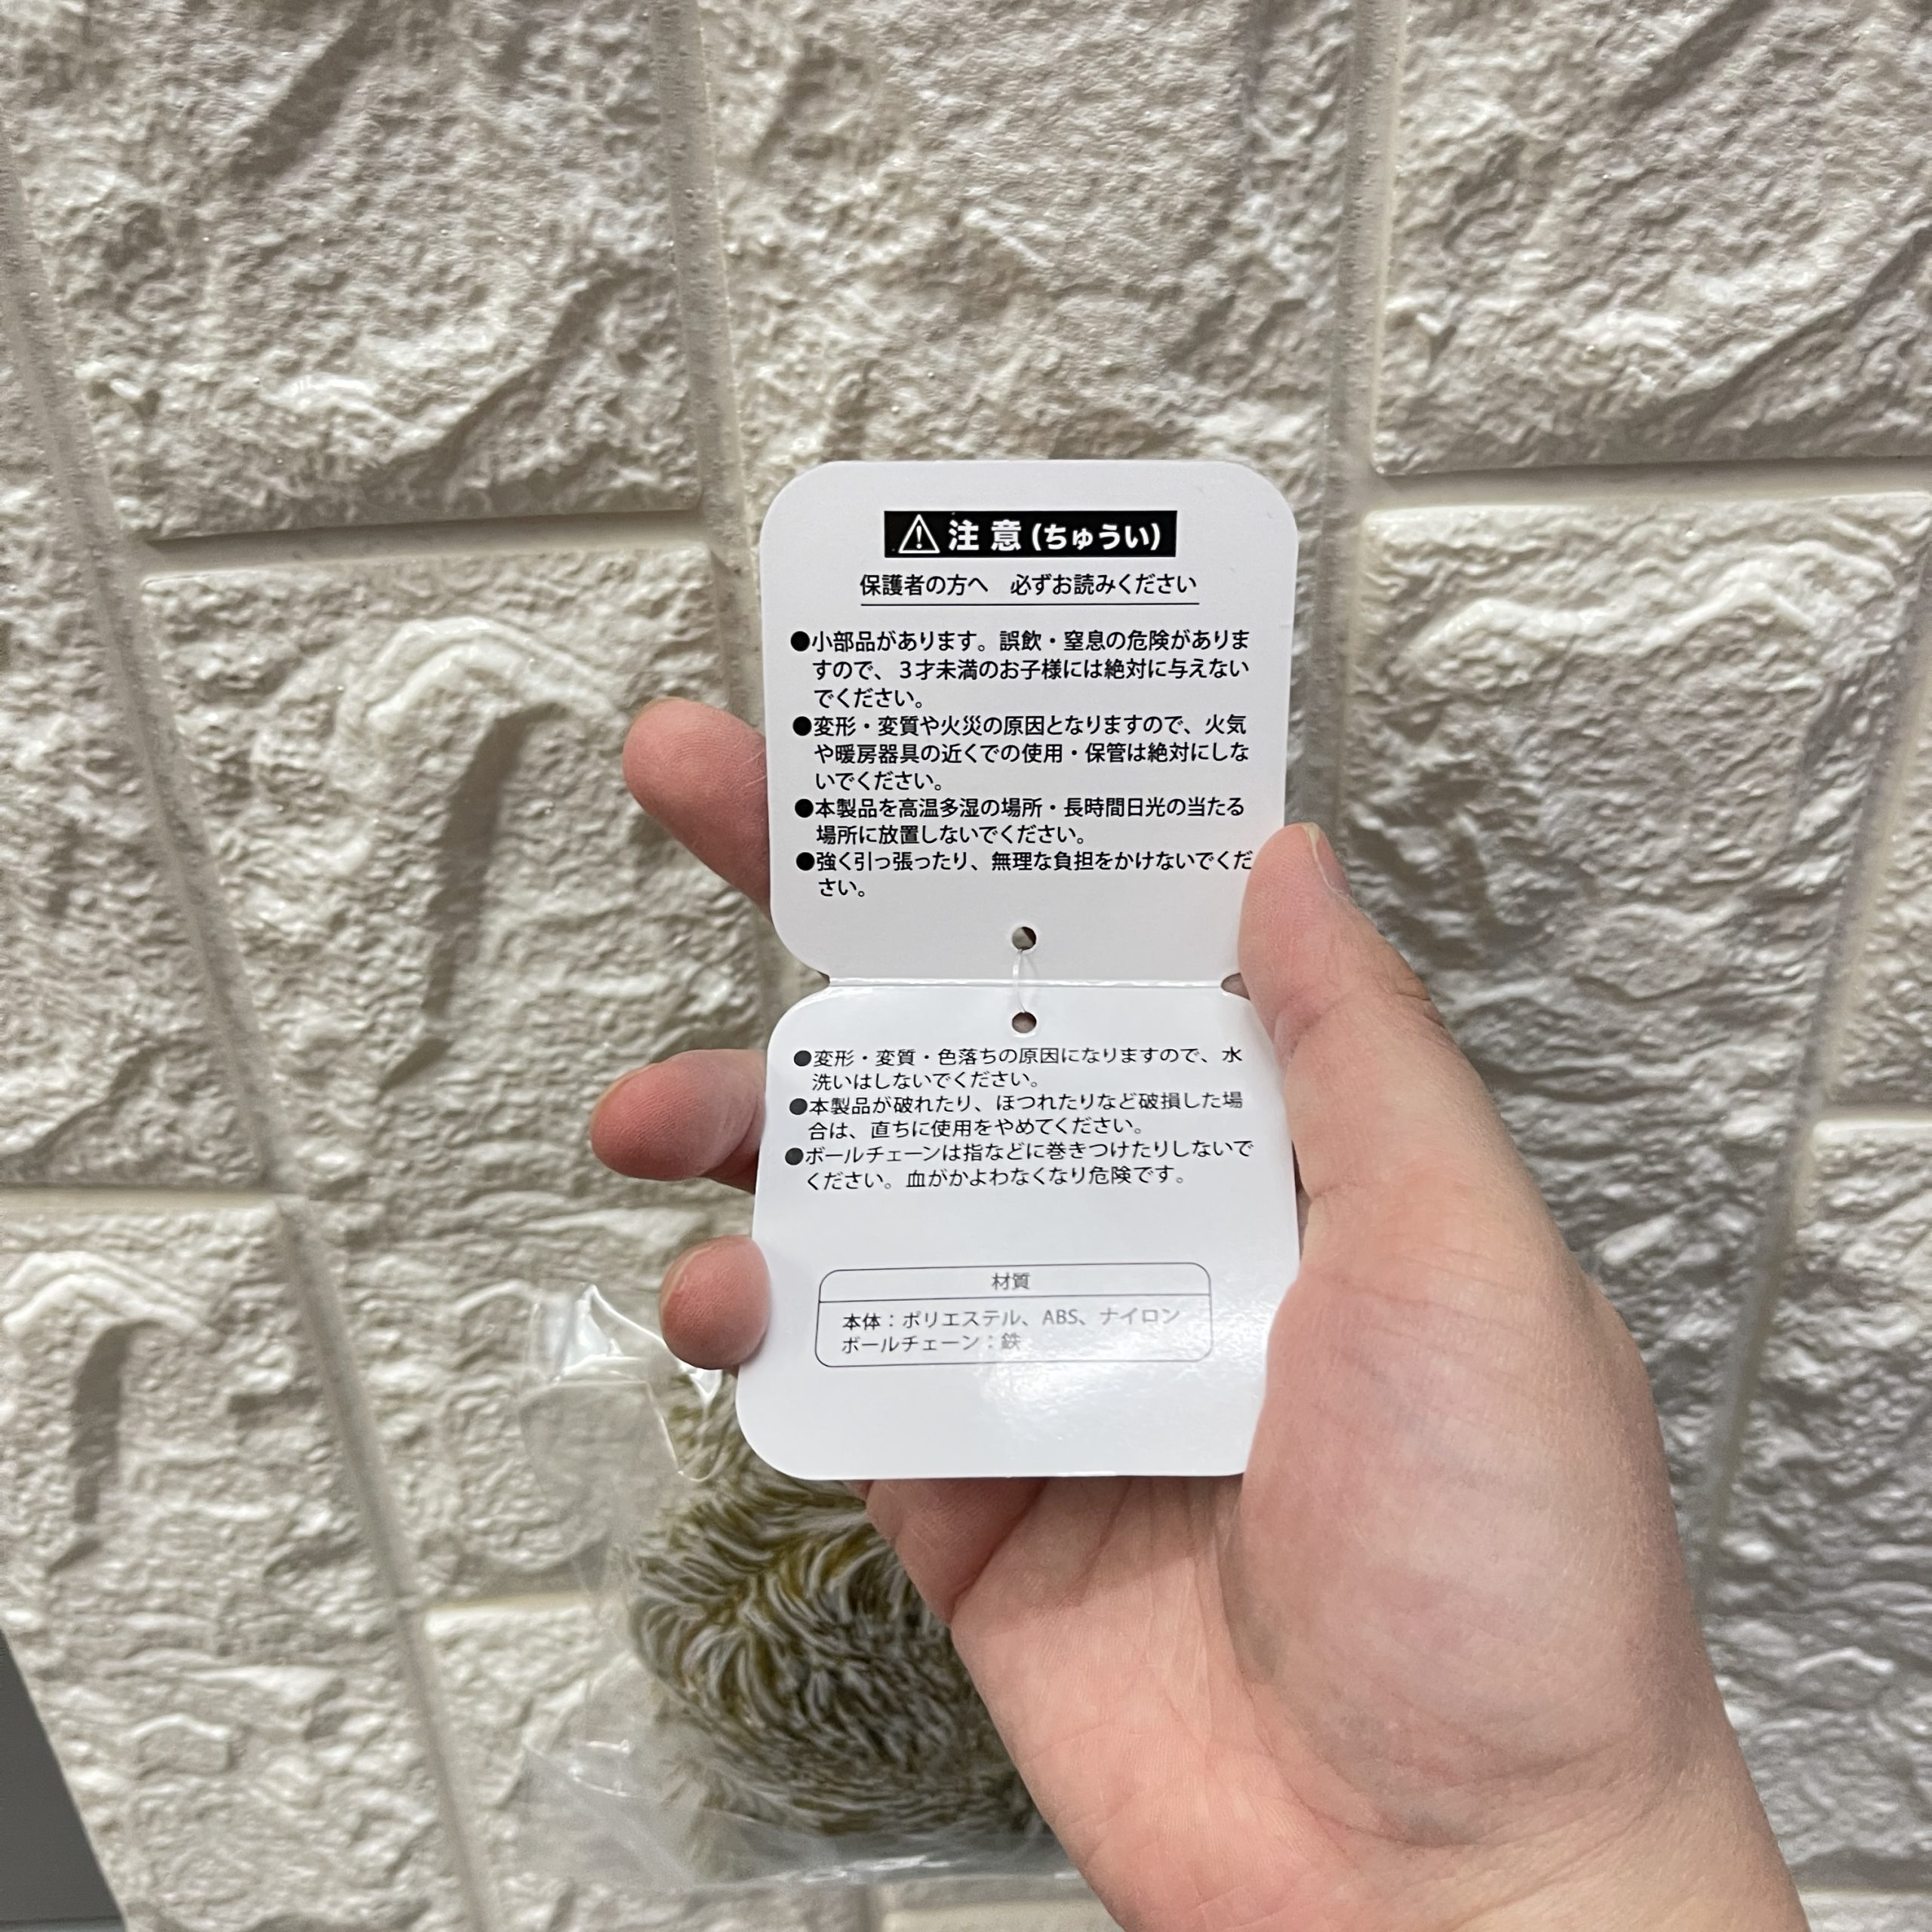 ⚠注意(ちゅうい)
保護者の方へ 必ずお読みください
●小部品があります。誤飲・窒息の危険がありま
すので、3才未満のお子様には絶対に与えない
でください。
●変形・変質や火災の原因となりますので、火気
や暖房器具の近くでの使用・保管は絶対にしな
いでください。
●本製品を高温多湿の場所・長時間日光の当たる
場所に放置しないでください。
●強く引っ張ったり、無理な負担をかけないでくだ
さい。
●変形・変質・色落ちの原因になりますので、水
洗いはしないでください。
●本製品が破れたり、ほつれたりなど破損した場
合は、直ちに使用をやめてください。
●ボールチェーンは指などに巻きつけたりしないで
ください。血がかよわなくなり危険です。
材質
本体：ポリエステル、ABS、ナイロン
ボールチェーン：鉄